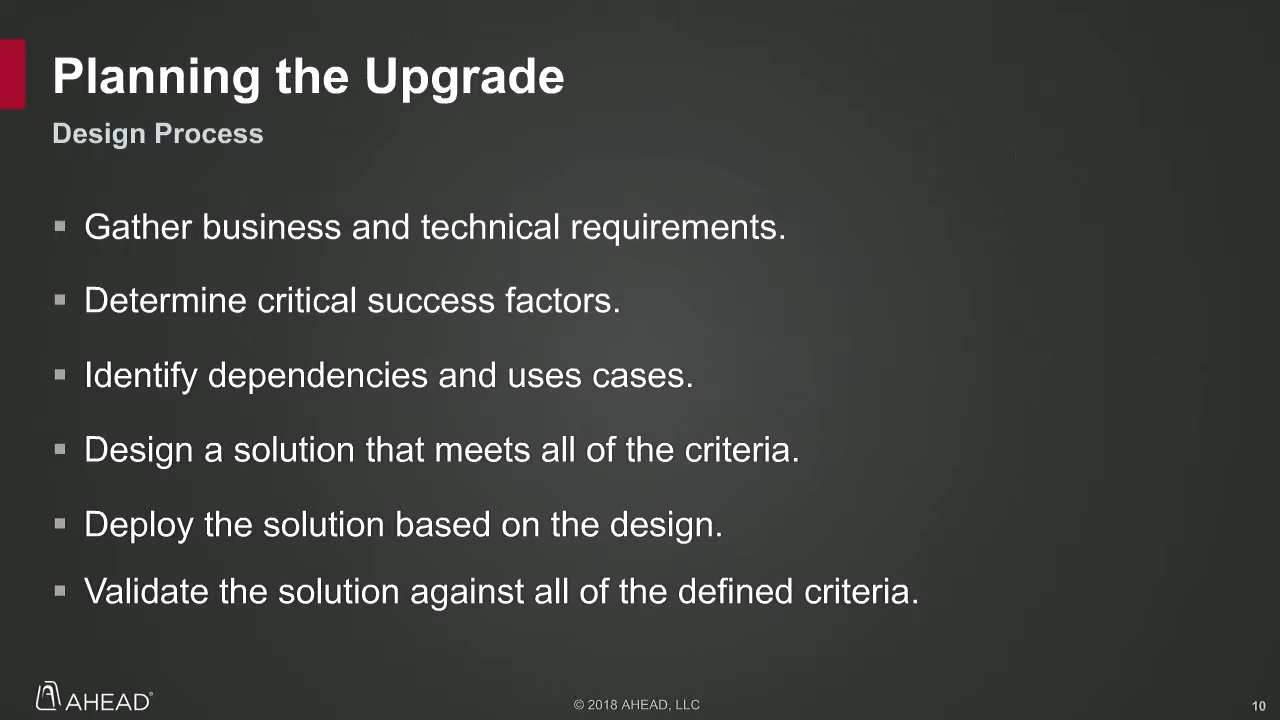 Planning the Upgrade
Design Process
▪ Gather business and technical requirements.
▪ Determine critical success factors.
▪ Identify dependencies and uses cases.
▪ Design a solution that meets all of the criteria.
▪ Deploy the solution based on the design.
▪ Validate the solution against all of the defined criteria.
AHEAD®
© 2018 AHEAD, LLC
10